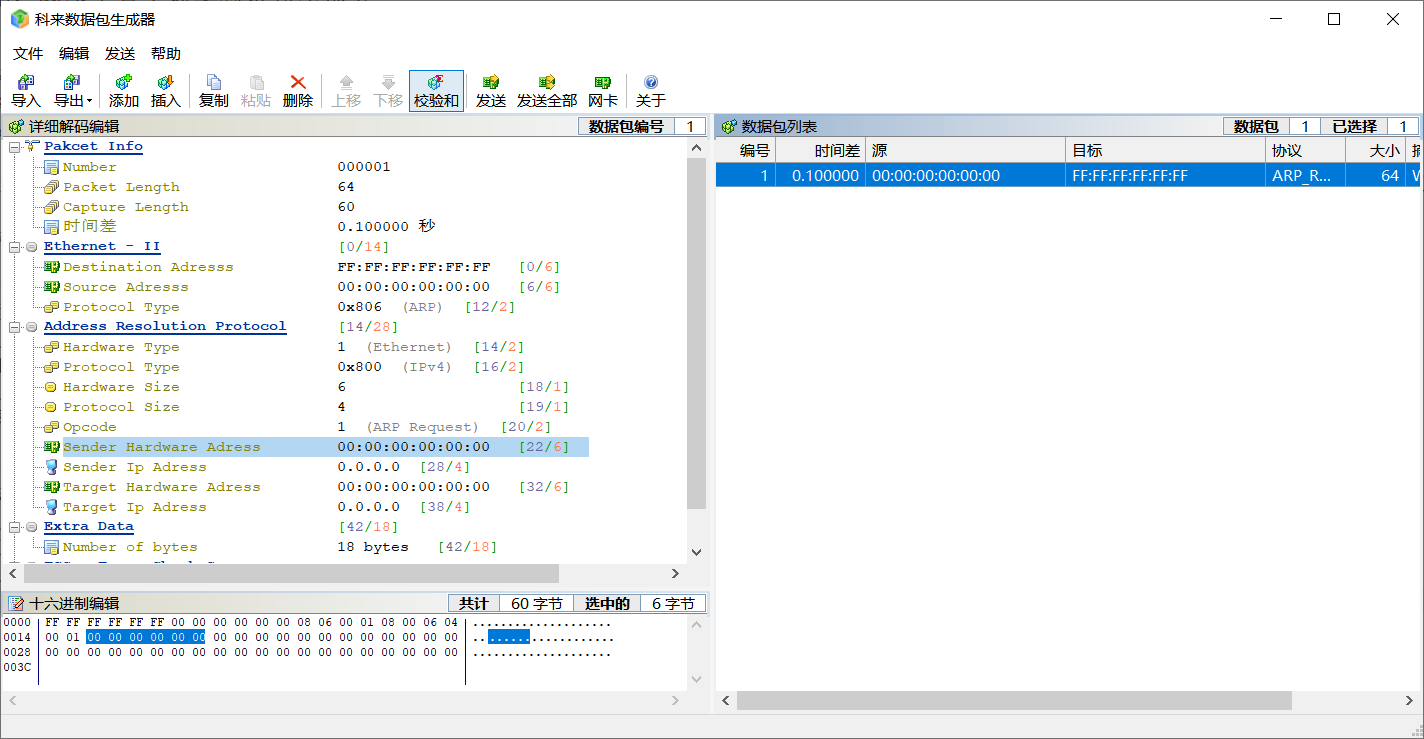 科来数据包生成器
文件 编辑 发送 帮助
导入 导出 添加 插入 复制 粘贴 删除 上移 下移 校验和 发送 发送全部 网卡 关于
详细解码编辑 数据包编号 1
Pakcet Info
Number 000001
Packet Length 64
Capture Length 60
时间差 0.100000 秒
Ethernet - II [0/14]
Destination Adresss FF:FF:FF:FF:FF:FF [0/6]
Source Adresss 00:00:00:00:00:00 [6/6]
Protocol Type 0x806 (ARP) [12/2]
Address Resolution Protocol [14/28]
Hardware Type 1 (Ethernet) [14/2]
Protocol Type 0x800 (IPv4) [16/2]
Hardware Size 6 [18/1]
Protocol Size 4 [19/1]
Opcode 1 (ARP Request) [20/2]
Sender Hardware Adress 00:00:00:00:00:00 [22/6]
Sender Ip Adress 0.0.0.0 [28/4]
Target Hardware Adress 00:00:00:00:00:00 [32/6]
Target Ip Adress 0.0.0.0 [38/4]
Extra Data [42/18]
Number of bytes 18 bytes [42/18]
十六进制编辑 共计 60 字节 选中的 6 字节
0000 FF FF FF FF FF FF 00 00 00 00 00 00 08 06 00 01 08 00 06 04 ....................
0014 00 01 00 00 00 00 00 00 00 00 00 00 00 00 00 00 00 00 00 00 ....................
0028 00 00 00 00 00 00 00 00 00 00 00 00 00 00 00 00 00 00 00 00 ....................
003C
数据包列表 数据包 1 已选择 1
编号 时间差 源 目标 协议 大小
1 0.100000 00:00:00:00:00:00 FF:FF:FF:FF:FF:FF ARP_R... 64